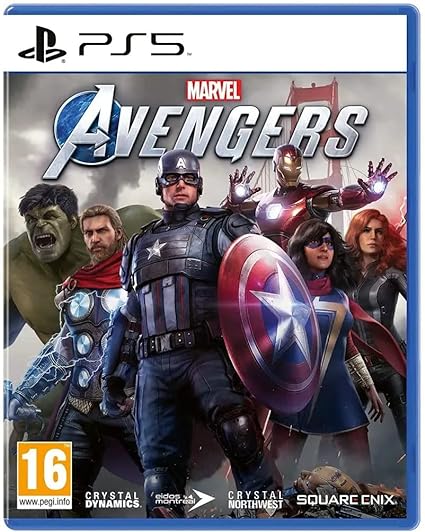 PS5
MARVEL
AVENGERS
16
www.pegi.info
CRYSTAL
DYNAMICS
eidos
montréal
CRYSTAL
NORTHWEST
SQUARE ENIX